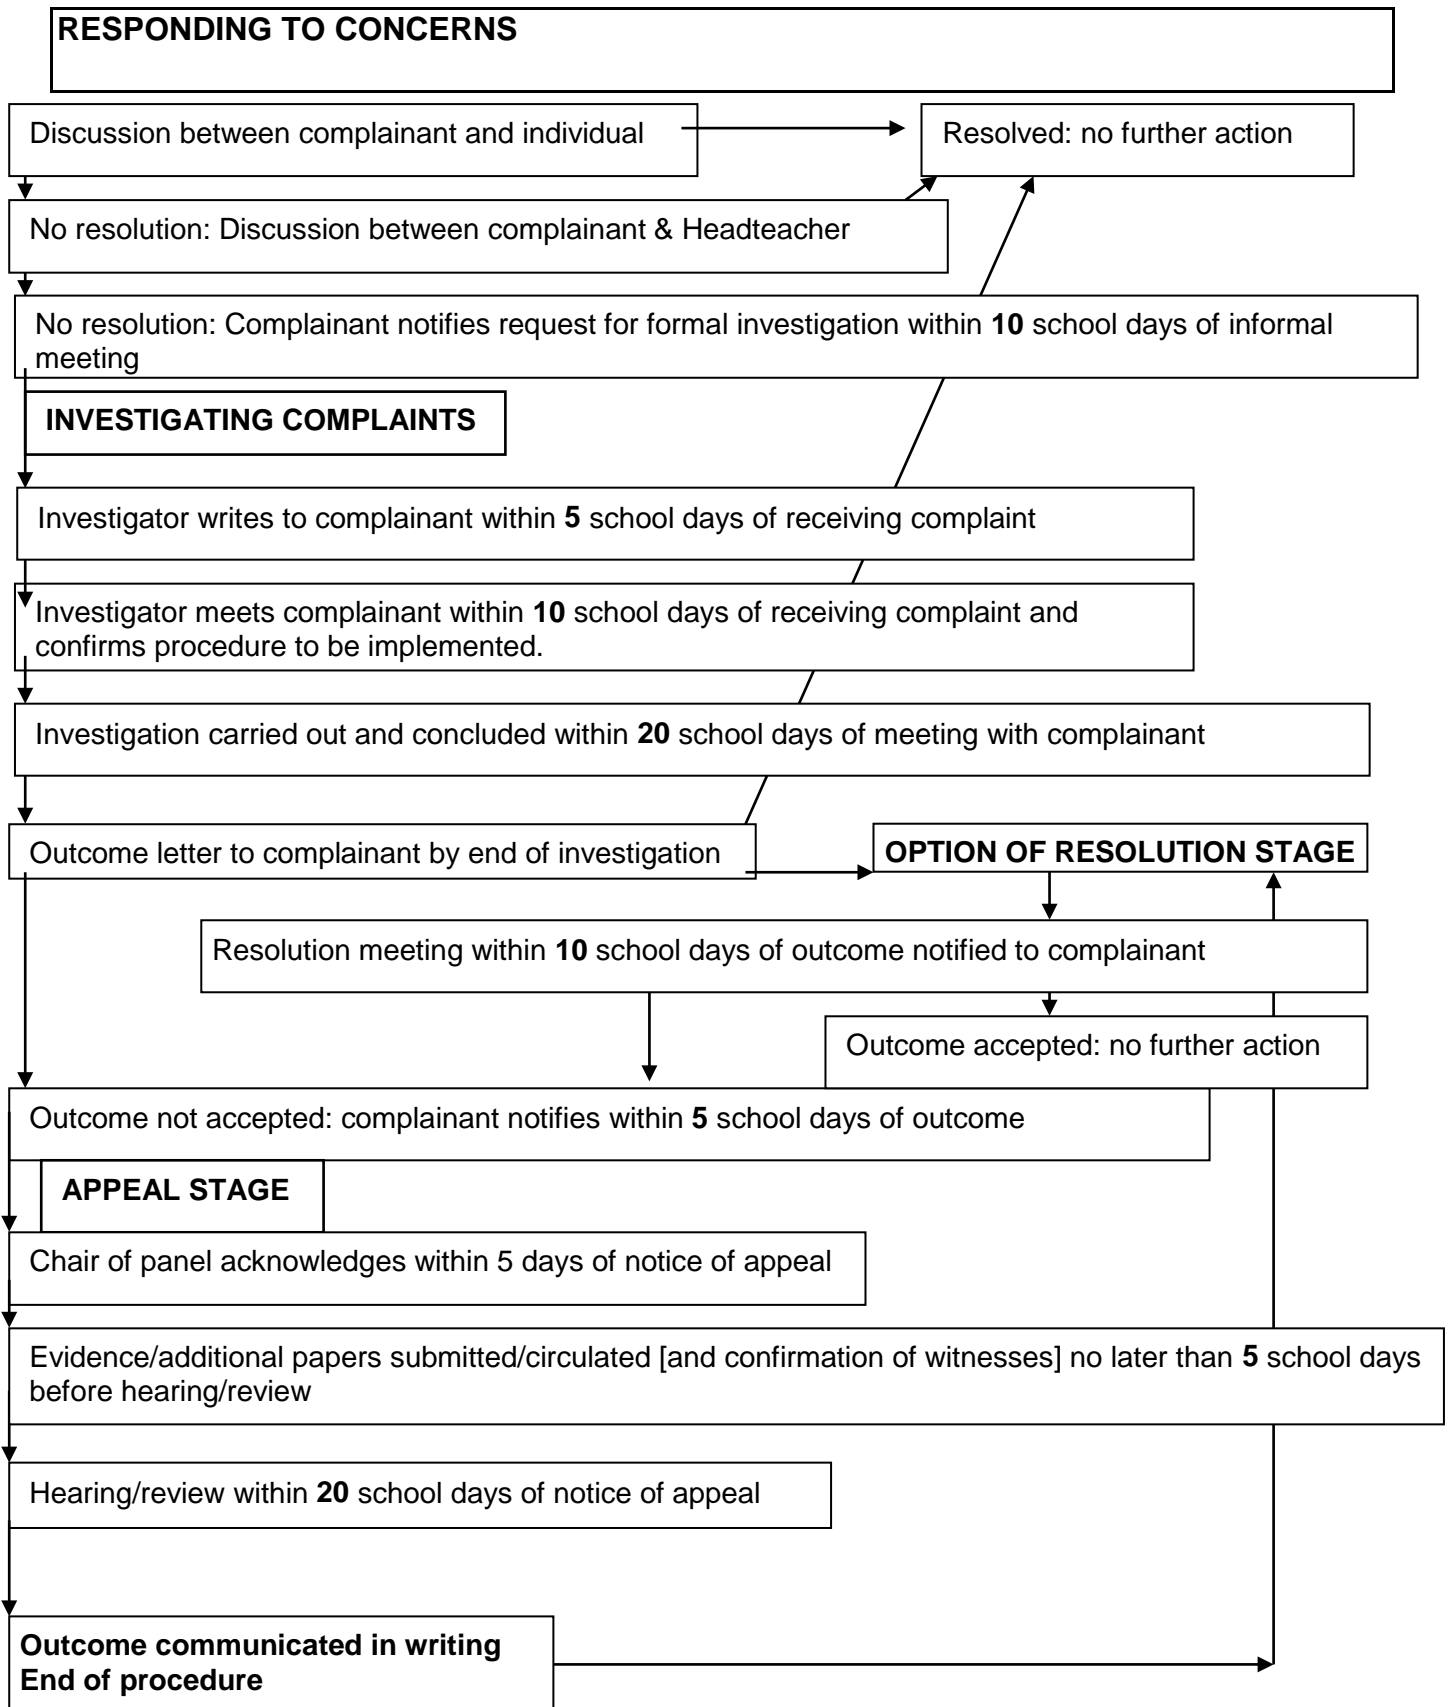 RESPONDING TO CONCERNS
Discussion between complainant and individual
Resolved: no further action
No resolution: Discussion between complainant & Headteacher
No resolution: Complainant notifies request for formal investigation within 10 school days of informal
meeting
INVESTIGATING COMPLAINTS
Investigator writes to complainant within 5 school days of receiving complaint
Investigator meets complainant within 10 school days of receiving complaint and
confirms procedure to be implemented.
Investigation carried out and concluded within 20 school days of meeting with complainant
Outcome letter to complainant by end of investigation
OPTION OF RESOLUTION STAGE
Resolution meeting within 10 school days of outcome notified to complainant
Outcome accepted: no further action
Outcome not accepted: complainant notifies within 5 school days of outcome
APPEAL STAGE
Chair of panel acknowledges within 5 days of notice of appeal
Evidence/additional papers submitted/circulated [and confirmation of witnesses] no later than 5 school days
before hearing/review
Hearing/review within 20 school days of notice of appeal
Outcome communicated in writing
End of procedure